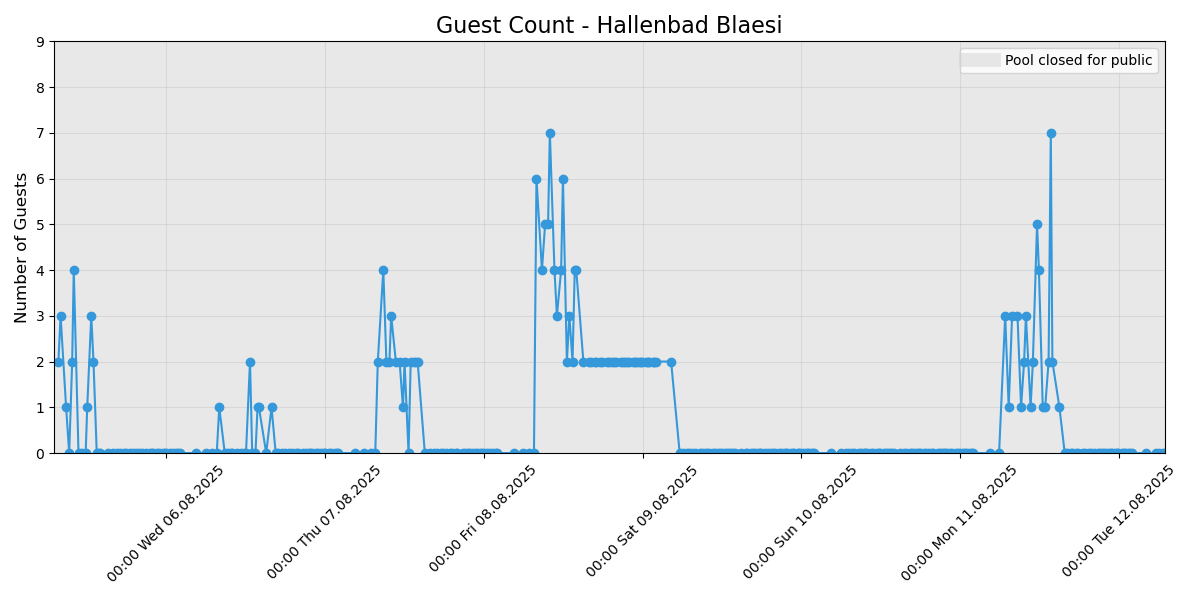 Guest Count - Hallenbad Blaesi
Pool closed for public
Number of Guests
9
8
7
6
5
4
3
2
1
0
00:00 Wed 06.08.2025
00:00 Thu 07.08.2025
00:00 Fri 08.08.2025
00:00 Sat 09.08.2025
00:00 Sun 10.08.2025
00:00 Mon 11.08.2025
00:00 Tue 12.08.2025